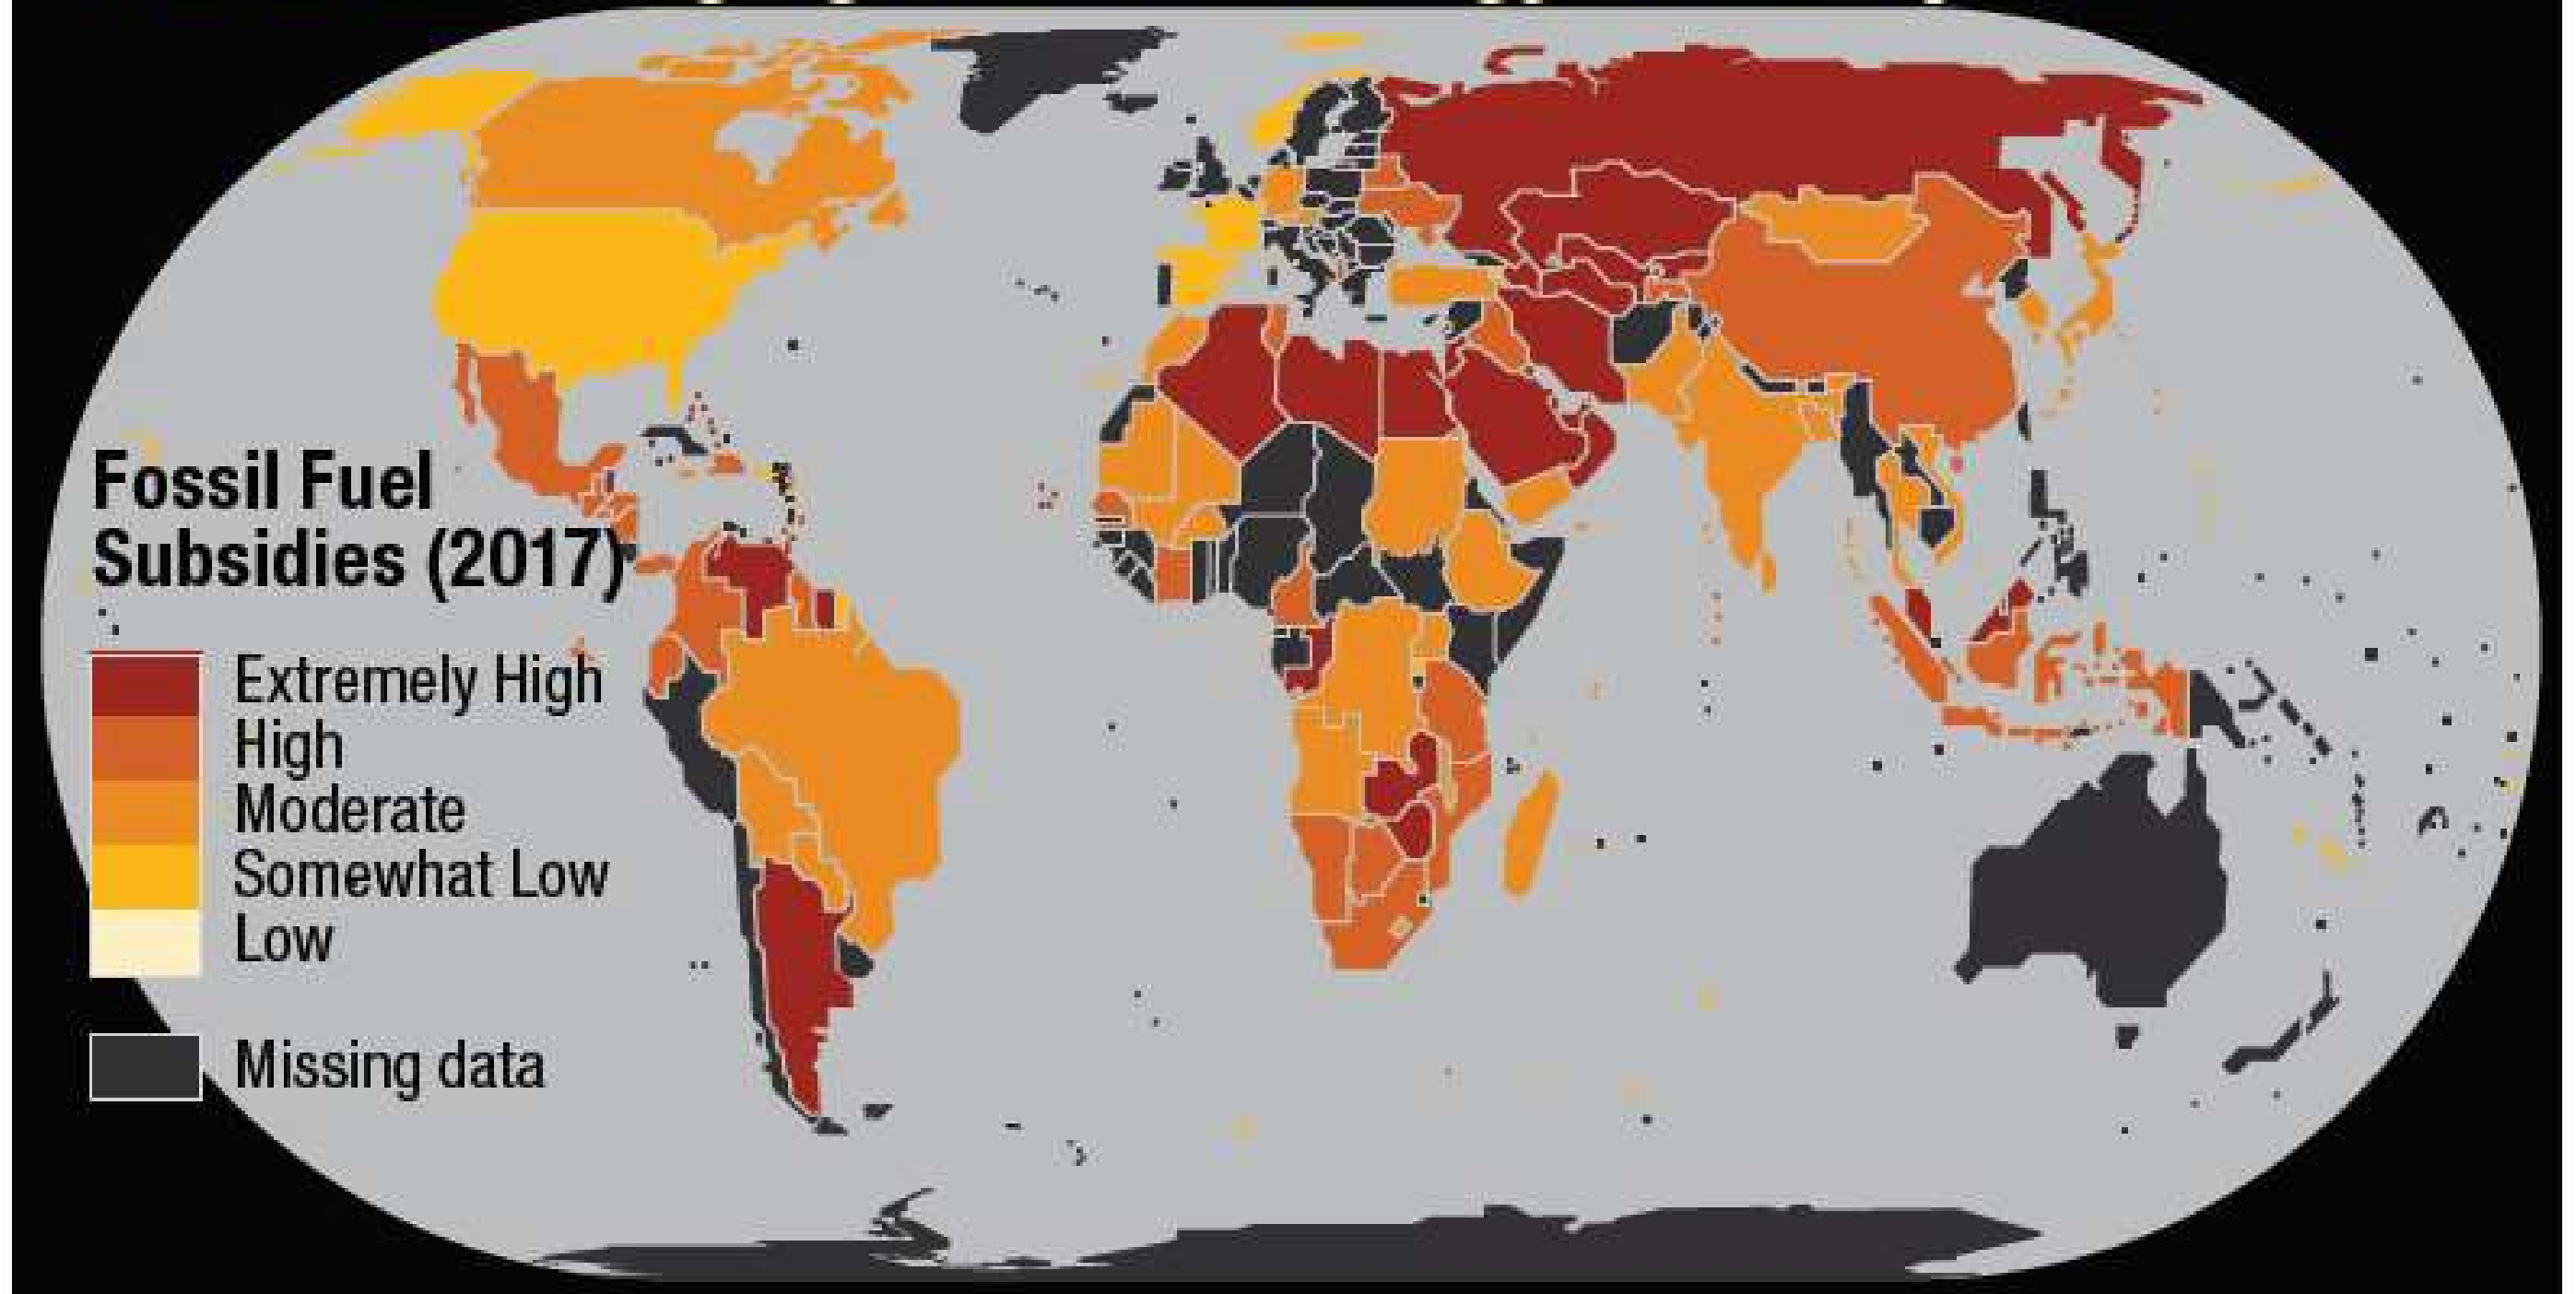 Fossil Fuel
Subsidies (2017)
Extremely High
High
Moderate
Somewhat Low
Low
Missing data